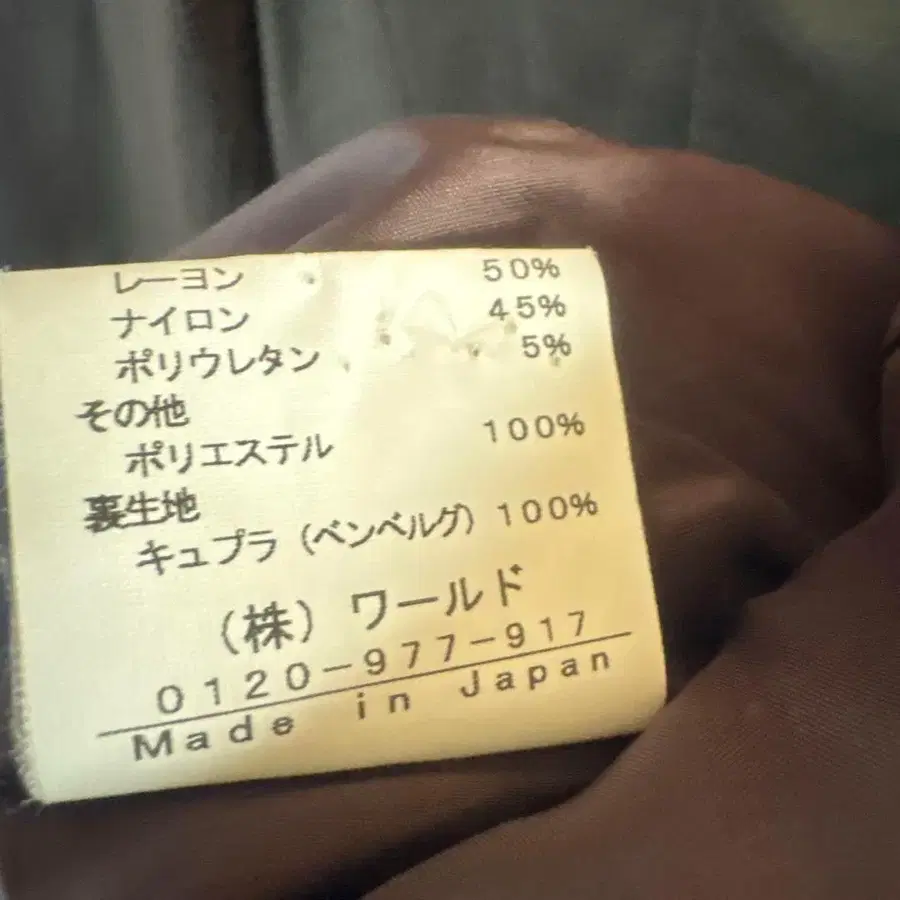 レーヨン 50%
ナイロン 45%
ポリウレタン 5%
その他
ポリエステル 100%
裏生地
キュプラ（ベンベルグ）100%
（株）ワールド
0120-977-917
Made in Japan